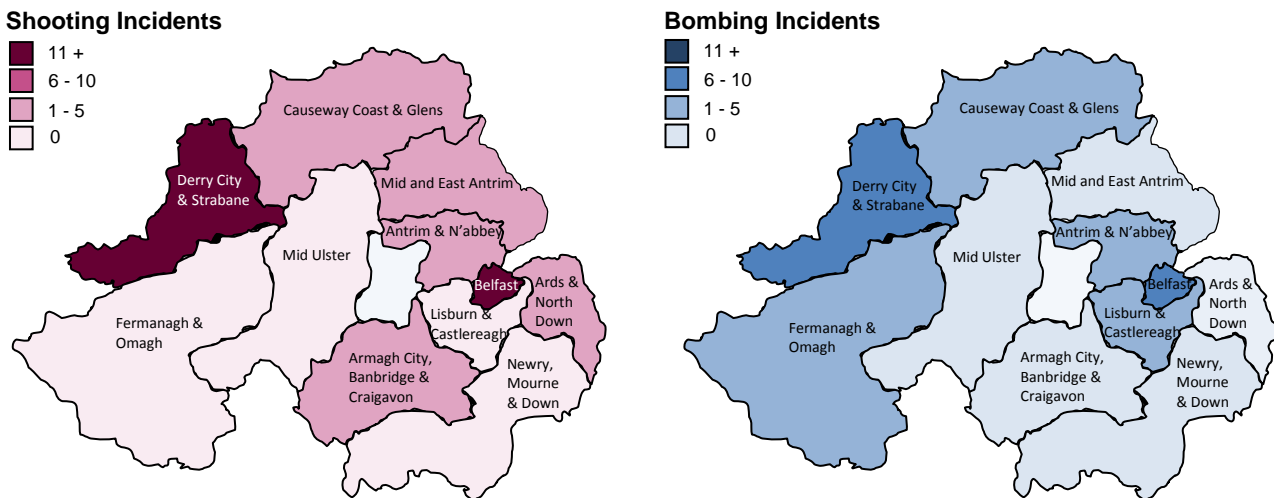 Shooting Incidents
11 +
6 - 10
1 - 5
0
Causeway Coast & Glens
Derry City
& Strabane
Mid and East Antrim
Antrim & N'abbey
Mid Ulster
Belfast
Ards &
North
Down
Lisburn &
Castlereagh
Fermanagh &
Omagh
Armagh City,
Banbridge &
Craigavon
Newry,
Mourne
& Down
Bombing Incidents
11 +
6 - 10
1 - 5
0
Causeway Coast & Glens
Derry City
& Strabane
Mid and East Antrim
Antrim & N'abbey
Mid Ulster
Belfast
Ards &
North
Down
Lisburn &
Castlereagh
Fermanagh &
Omagh
Armagh City,
Banbridge &
Craigavon
Newry,
Mourne
& Down